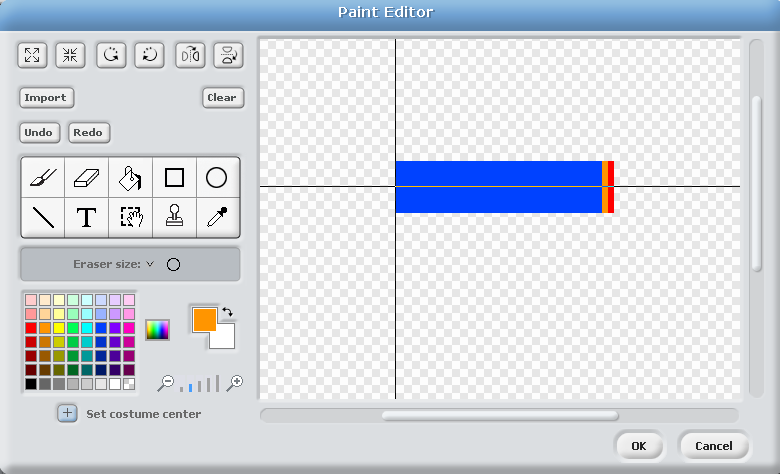 Paint Editor
Import
Clear
Undo
Redo
T
Eraser size:
Set costume center
OK
Cancel